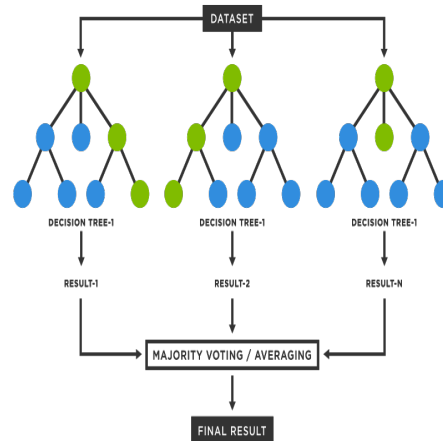 DATASET
DECISION TREE-1 DECISION TREE-1 DECISION TREE-1
RESULT-1 RESULT-2 RESULT-N
MAJORITY VOTING / AVERAGING
FINAL RESULT